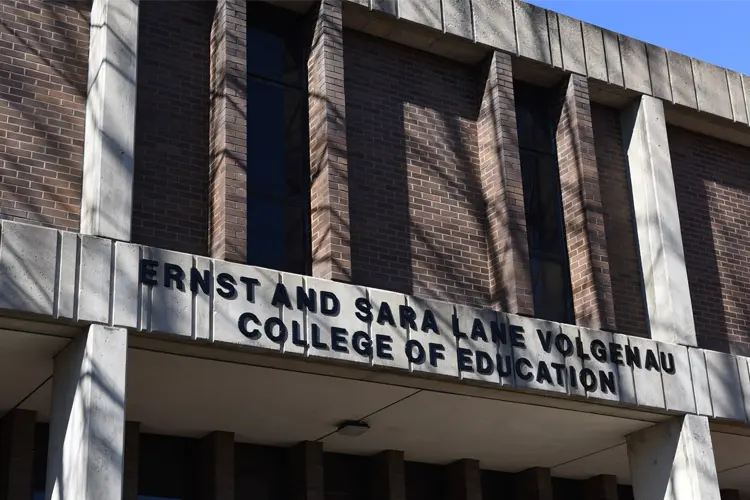 ERNST AND SARA LANE VOLGENAU
COLLEGE OF EDUCATION